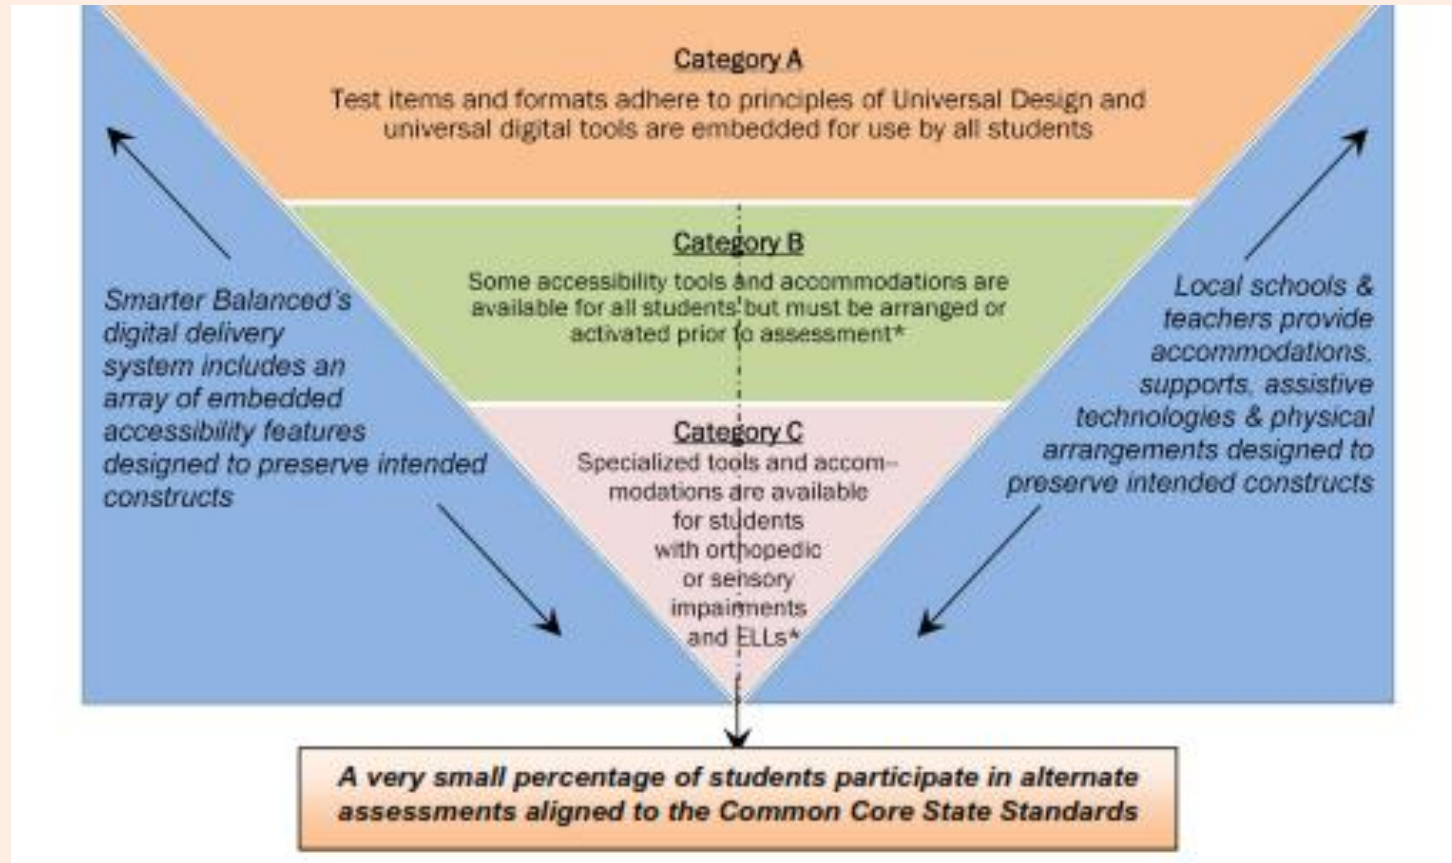 Category A
Test items and formats adhere to principles of Universal Design and
universal digital tools are embedded for use by all students
Category B
Some accessibility tools and accommodations are
available for all students but must be arranged or
activated prior to assessment*
Smarter Balanced's
digital delivery
system includes an
array of embedded
accessibility features
designed to preserve intended
constructs
Local schools &
teachers provide
accommodations,
supports, assistive
technologies & physical
arrangements designed to
preserve intended constructs
Category C
Specialized tools and accom–
modations are available
for students
with orthopedic
or sensory
impairments
and ELLs*
A very small percentage of students participate in alternate
assessments aligned to the Common Core State Standards